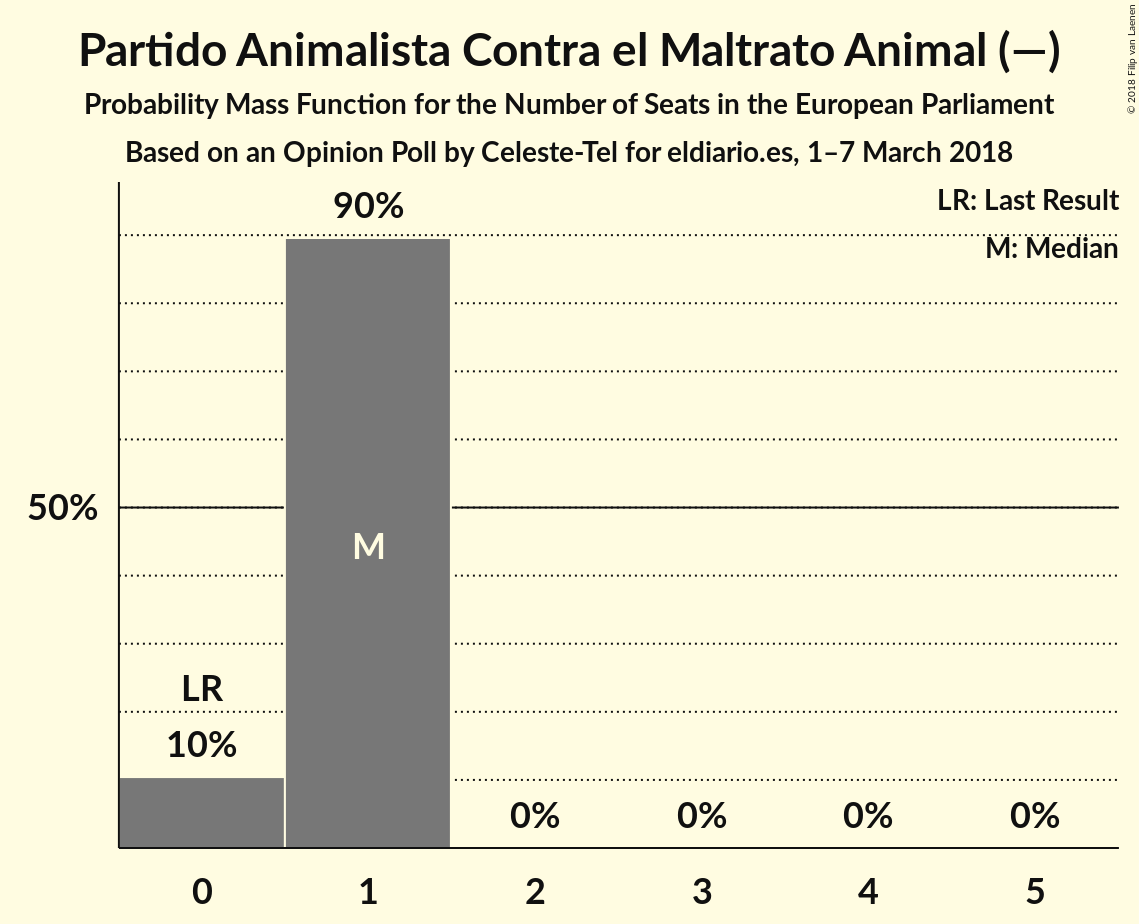 Partido Animalista Contra el Maltrato Animal (—)
Probability Mass Function for the Number of Seats in the European Parliament
Based on an Opinion Poll by Celeste-Tel for eldiario.es, 1–7 March 2018
© 2018 Filip van Laenen
LR: Last Result
M: Median
90%
50%
M
LR
10%
0% 0% 0% 0%
0 1 2 3 4 5